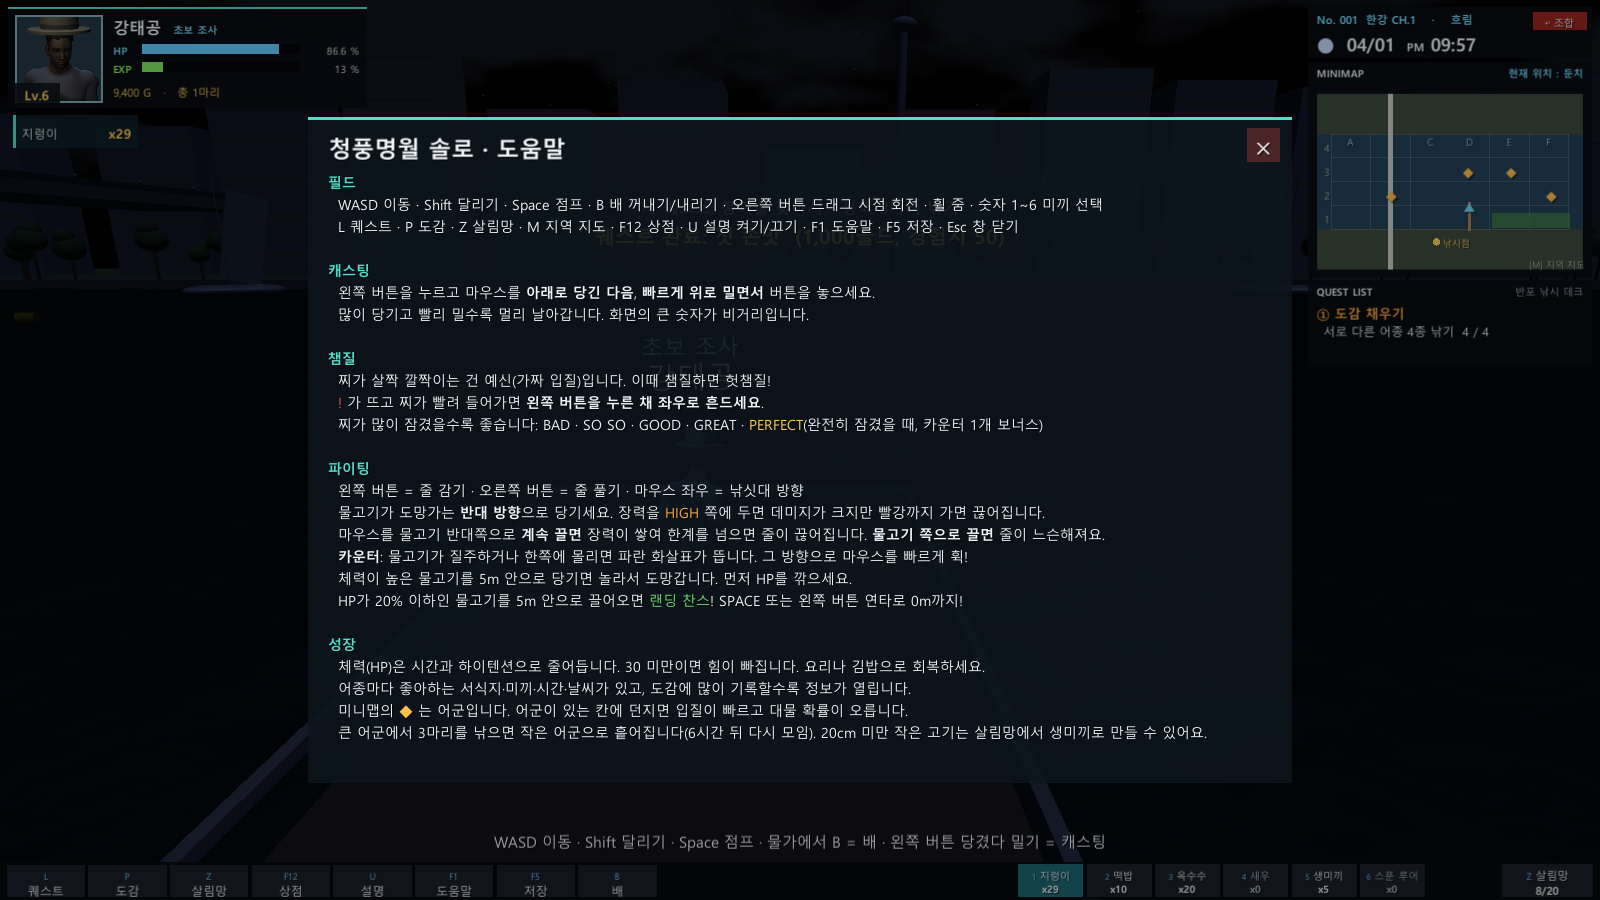 강태공 초보 조사
HP 86.6 %
EXP 13 %
Lv.6
9,400 G · 총 1마리
지렁이 x29
No. 001 한강 CH.1 · 흐림
↵ 조합
04/01 PM 09:57
MINIMAP 현재 위치 : 둔치
A C D E F
4
3
2
1
낚시점
[M] 지역 지도
QUEST LIST 반포 낚시 데크
① 도감 채우기
서로 다른 어종 4종 낚기 4 / 4
청풍명월 솔로 · 도움말
×
필드
WASD 이동 · Shift 달리기 · Space 점프 · B 배 꺼내기/내리기 · 오른쪽 버튼 드래그 시점 회전 · 휠 줌 · 숫자 1~6 미끼 선택
L 퀘스트 · P 도감 · Z 살림망 · M 지역 지도 · F12 상점 · U 설명 켜기/끄기 · F1 도움말 · F5 저장 · Esc 창 닫기
퀘스트 완료: 첫 손맛 (1,000골드, 경험치 50)
캐스팅
왼쪽 버튼을 누르고 마우스를 아래로 당긴 다음, 빠르게 위로 밀면서 버튼을 놓으세요.
많이 당기고 빨리 밀수록 멀리 날아갑니다. 화면의 큰 숫자가 비거리입니다.
초보 조사
강태공
챔질
찌가 살짝 깔짝이는 건 예신(가짜 입질)입니다. 이때 챔질하면 헛챔질!
! 가 뜨고 찌가 빨려 들어가면 왼쪽 버튼을 누른 채 좌우로 흔드세요.
찌가 많이 잠겼을수록 좋습니다: BAD · SO SO · GOOD · GREAT · PERFECT(완전히 잠겼을 때, 카운터 1개 보너스)
파이팅
왼쪽 버튼 = 줄 감기 · 오른쪽 버튼 = 줄 풀기 · 마우스 좌우 = 낚싯대 방향
물고기가 도망가는 반대 방향으로 당기세요. 장력을 HIGH 쪽에 두면 데미지가 크지만 빨강까지 가면 끊어집니다.
마우스를 물고기 반대쪽으로 계속 끌면 장력이 쌓여 한계를 넘으면 줄이 끊어집니다. 물고기 쪽으로 끌면 줄이 느슨해져요.
카운터: 물고기가 질주하거나 한쪽에 몰리면 파란 화살표가 뜹니다. 그 방향으로 마우스를 빠르게 휙!
체력이 높은 물고기를 5m 안으로 당기면 놀라서 도망갑니다. 먼저 HP를 깎으세요.
HP가 20% 이하인 물고기를 5m 안으로 끌어오면 랜딩 찬스! SPACE 또는 왼쪽 버튼 연타로 0m까지!
성장
체력(HP)은 시간과 하이텐션으로 줄어듭니다. 30 미만이면 힘이 빠집니다. 요리나 김밥으로 회복하세요.
어종마다 좋아하는 서식지·미끼·시간·날씨가 있고, 도감에 많이 기록할수록 정보가 열립니다.
미니맵의 ◆ 는 어군입니다. 어군이 있는 칸에 던지면 입질이 빠르고 대물 확률이 오릅니다.
큰 어군에서 3마리를 낚으면 작은 어군으로 흩어집니다(6시간 뒤 다시 모임). 20cm 미만 작은 고기는 살림망에서 생미끼로 만들 수 있어요.
WASD 이동 · Shift 달리기 · Space 점프 · 물가에서 B = 배 · 왼쪽 버튼 당겼다 밀기 = 캐스팅
L 퀘스트
P 도감
Z 살림망
F12 상점
U 설명
F1 도움말
F5 저장
B 배
1 지렁이 x29
2 떡밥 x10
3 옥수수 x20
4 새우 x0
5 생미끼 x5
6 스푼 루어 x0
Z 살림망 8/20